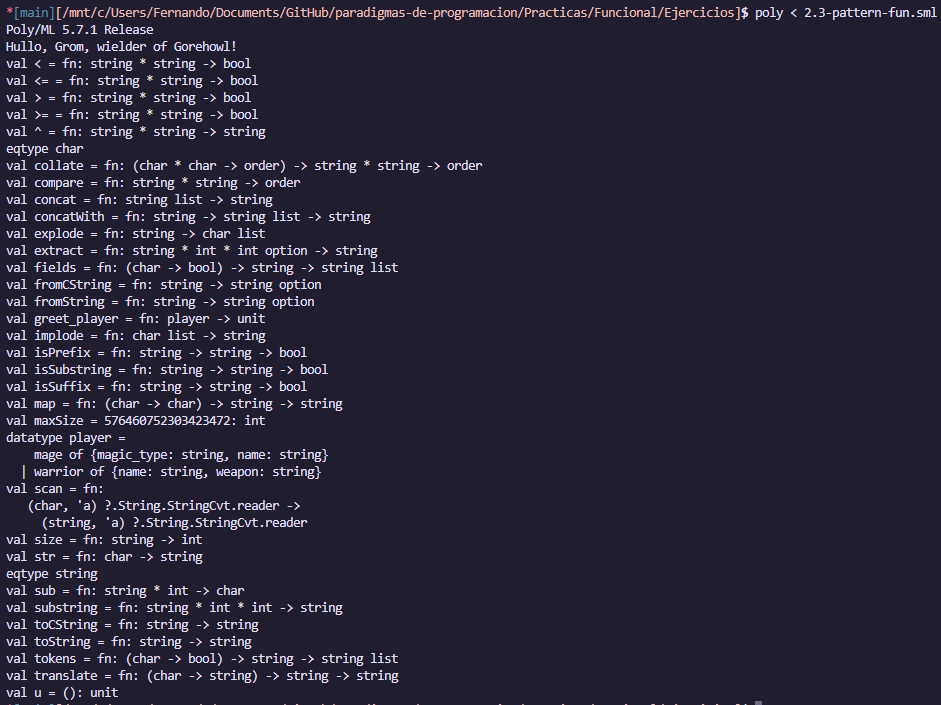 *[main][/mnt/c/Users/Fernando/Documents/GitHub/paradigmas-de-programacion/Practicas/Funcional/Ejercicios]$ poly < 2.3-pattern-fun.sml
Poly/ML 5.7.1 Release
Hullo, Grom, wielder of Gorehowl!
val < = fn: string * string -> bool
val <= = fn: string * string -> bool
val > = fn: string * string -> bool
val >= = fn: string * string -> bool
val ^ = fn: string * string -> string
eqtype char
val collate = fn: (char * char -> order) -> string * string -> order
val compare = fn: string * string -> order
val concat = fn: string list -> string
val concatWith = fn: string -> string list -> string
val explode = fn: string -> char list
val extract = fn: string * int * int option -> string
val fields = fn: (char -> bool) -> string -> string list
val fromCString = fn: string -> string option
val fromString = fn: string -> string option
val greet_player = fn: player -> unit
val implode = fn: char list -> string
val isPrefix = fn: string -> string -> bool
val isSubstring = fn: string -> string -> bool
val isSuffix = fn: string -> string -> bool
val map = fn: (char -> char) -> string -> string
val maxSize = 576460752303423472: int
datatype player =
    mage of {magic_type: string, name: string}
  | warrior of {name: string, weapon: string}
val scan = fn:
   (char, 'a) ?.String.StringCvt.reader ->
     (string, 'a) ?.String.StringCvt.reader
val size = fn: string -> int
val str = fn: char -> string
eqtype string
val sub = fn: string * int -> char
val substring = fn: string * int * int -> string
val toCString = fn: string -> string
val toString = fn: string -> string
val tokens = fn: (char -> bool) -> string -> string list
val translate = fn: (char -> string) -> string -> string
val u = (): unit